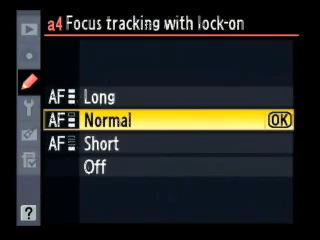 a4 Focus tracking with lock-on
AF Long
AF Normal OK
AF Short
Off
?